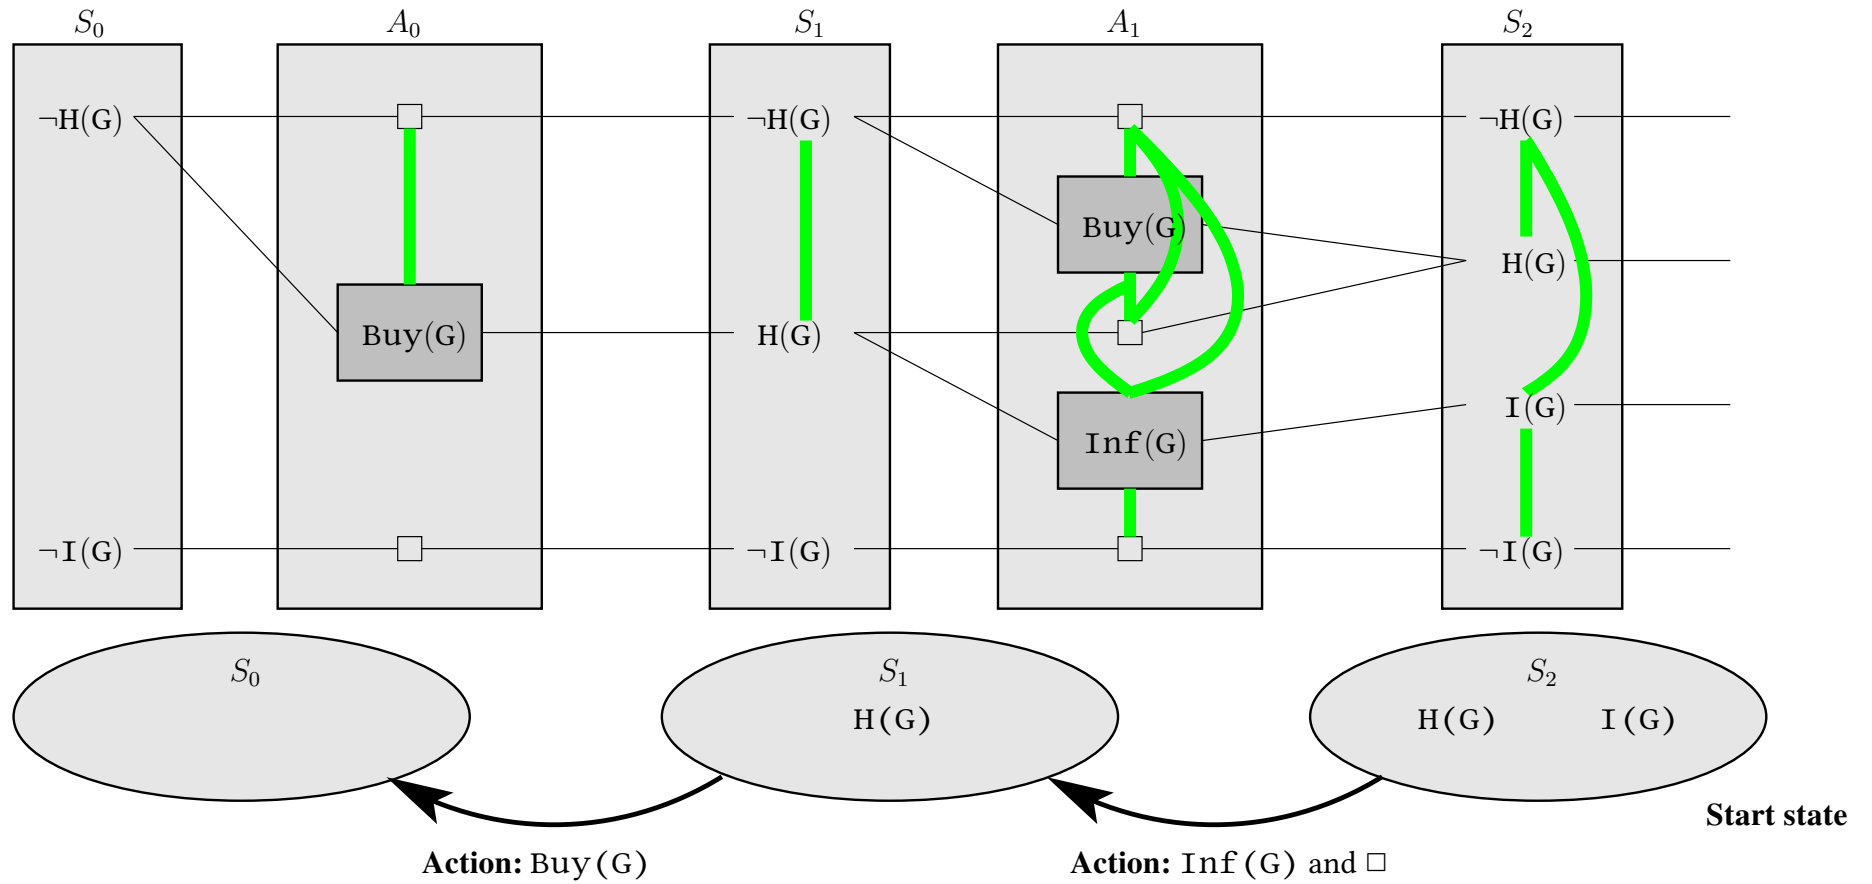 S₀ A₀ S₁ A₁ S₂
¬H(G) ¬H(G) ¬H(G)
Buy(G)
H(G)
Buy(G) H(G)
I(G)
Inf(G)
¬I(G) ¬I(G) ¬I(G)
S₀ S₁ S₂
H(G) H(G) I(G)
Start state
Action: Buy(G) Action: Inf(G) and □